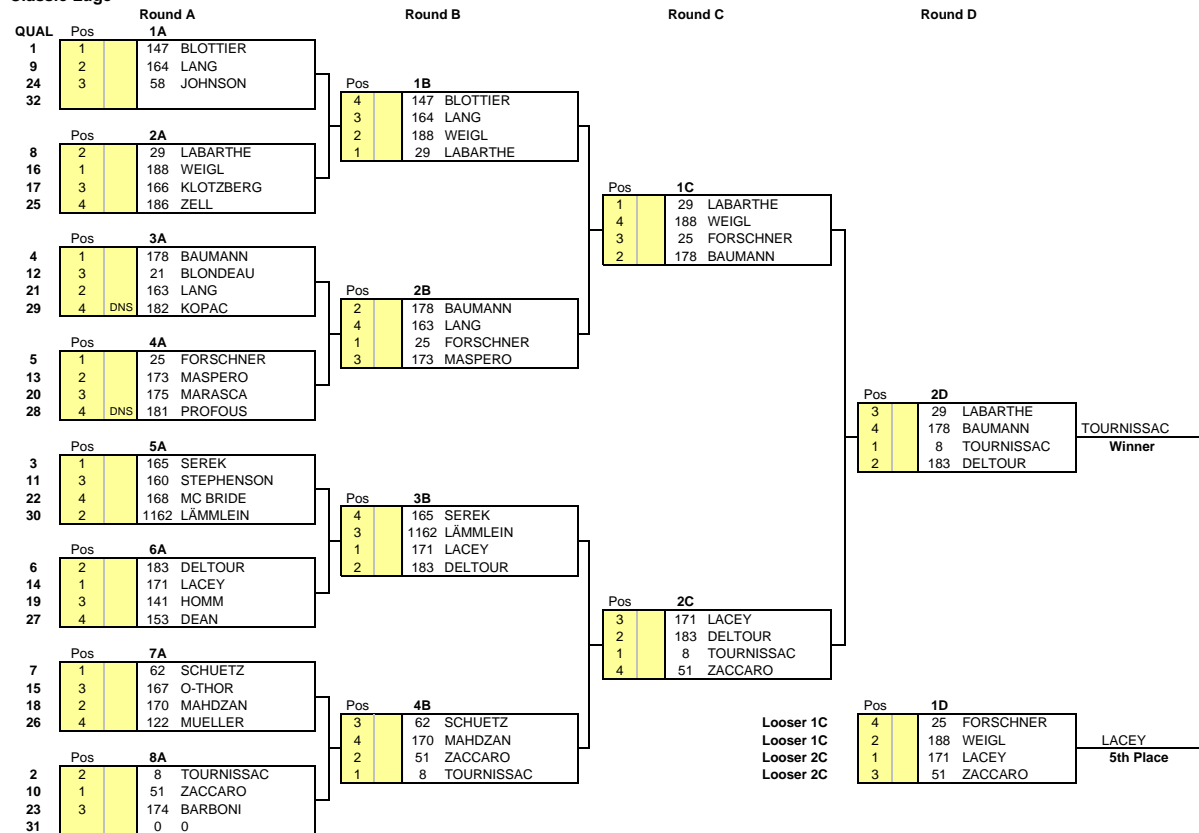 Classic
Round A
QUAL Pos 1A
1 1 147 BLOTTIER
9 2 164 LANG
24 3 58 JOHNSON
32
Pos 2A
8 2 29 LABARTHE
16 1 188 WEIGL
17 3 166 KLOTZBERG
25 4 186 ZELL
Pos 3A
4 1 178 BAUMANN
12 3 21 BLONDEAU
21 2 163 LANG
29 4 DNS 182 KOPAC
Pos 4A
5 1 25 FORSCHNER
13 2 173 MASPERO
20 3 175 MARASCA
28 4 DNS 181 PROFOUS
Pos 5A
3 1 165 SEREK
11 3 160 STEPHENSON
22 4 168 MC BRIDE
30 2 1162 LÄMMLEIN
Pos 6A
6 2 183 DELTOUR
14 1 171 LACEY
19 3 141 HOMM
27 4 153 DEAN
Pos 7A
7 1 62 SCHUETZ
15 3 167 O-THOR
18 2 170 MAHDZAN
26 4 122 MUELLER
Pos 8A
2 2 8 TOURNISSAC
10 1 51 ZACCARO
23 3 174 BARBONI
31 0 0
Round B
Pos 1B
4 147 BLOTTIER
3 164 LANG
2 188 WEIGL
1 29 LABARTHE
Pos 2B
2 178 BAUMANN
4 163 LANG
1 25 FORSCHNER
3 173 MASPERO
Pos 3B
4 165 SEREK
3 1162 LÄMMLEIN
1 171 LACEY
2 183 DELTOUR
Pos 4B
3 62 SCHUETZ
4 170 MAHDZAN
2 51 ZACCARO
1 8 TOURNISSAC
Round C
Pos 1C
1 29 LABARTHE
4 188 WEIGL
3 25 FORSCHNER
2 178 BAUMANN
Pos 2C
3 171 LACEY
2 183 DELTOUR
1 8 TOURNISSAC
4 51 ZACCARO
Round D
Pos 2D
3 29 LABARTHE
4 178 BAUMANN
1 8 TOURNISSAC
2 183 DELTOUR
TOURNISSAC
Winner
Pos 1D
Looser 1C 4 25 FORSCHNER
Looser 1C 2 188 WEIGL
Looser 2C 1 171 LACEY
Looser 2C 3 51 ZACCARO
LACEY
5th Place